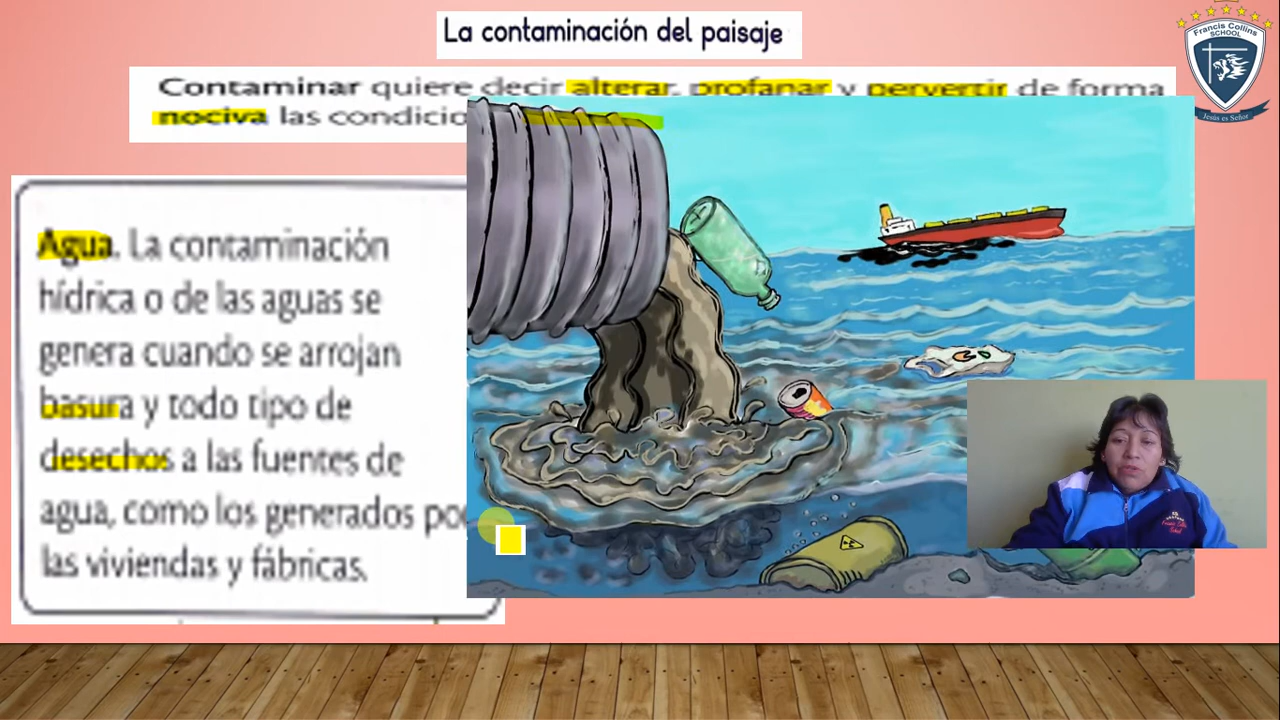 La contaminación del paisaje
Contaminar quiere decir alterar, profanar y pervertir de forma
nociva las condicio
Agua. La contaminación
hídrica o de las aguas se
genera cuando se arrojan
basura y todo tipo de
desechos a las fuentes de
agua, como los generados por
las viviendas y fábricas.
Francis Collins
SCHOOL
Jesús es Señor